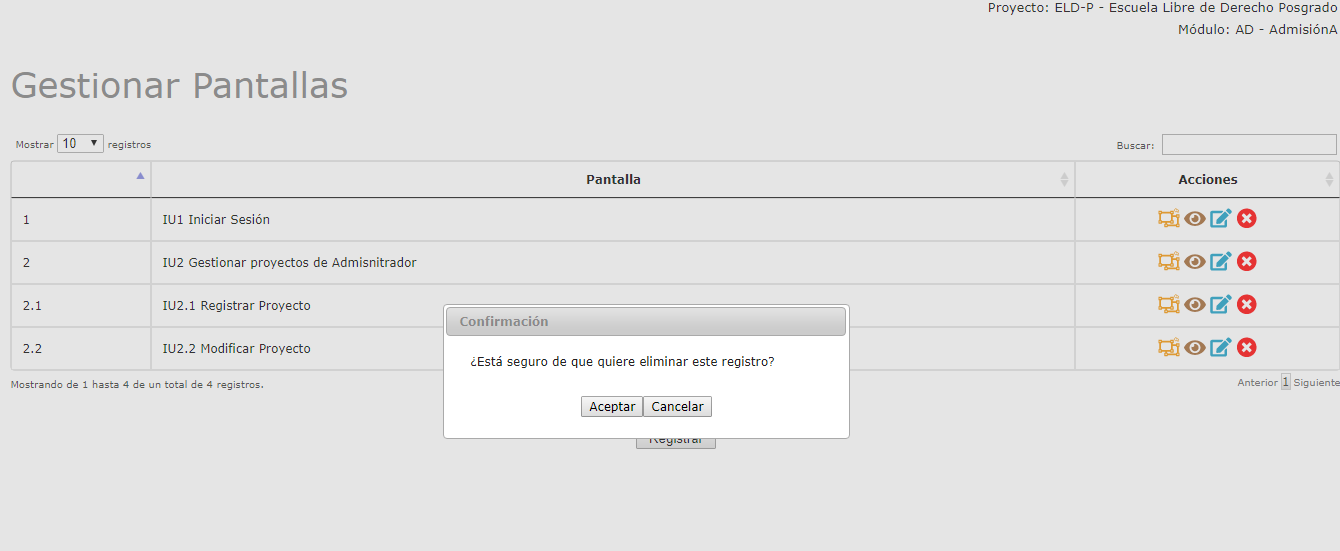 Proyecto: ELD-P - Escuela Libre de Derecho Posgrado
Módulo: AD - AdmisiónA
Gestionar Pantallas
Mostrar 10 registros
Buscar:
Pantalla Acciones
1 IU1 Iniciar Sesión
2 IU2 Gestionar proyectos de Admisnitrador
2.1 IU2.1 Registrar Proyecto
2.2 IU2.2 Modificar Proyecto
Confirmación
¿Está seguro de que quiere eliminar este registro?
Aceptar Cancelar
Mostrando de 1 hasta 4 de un total de 4 registros.
Anterior 1 Siguiente
Registrar